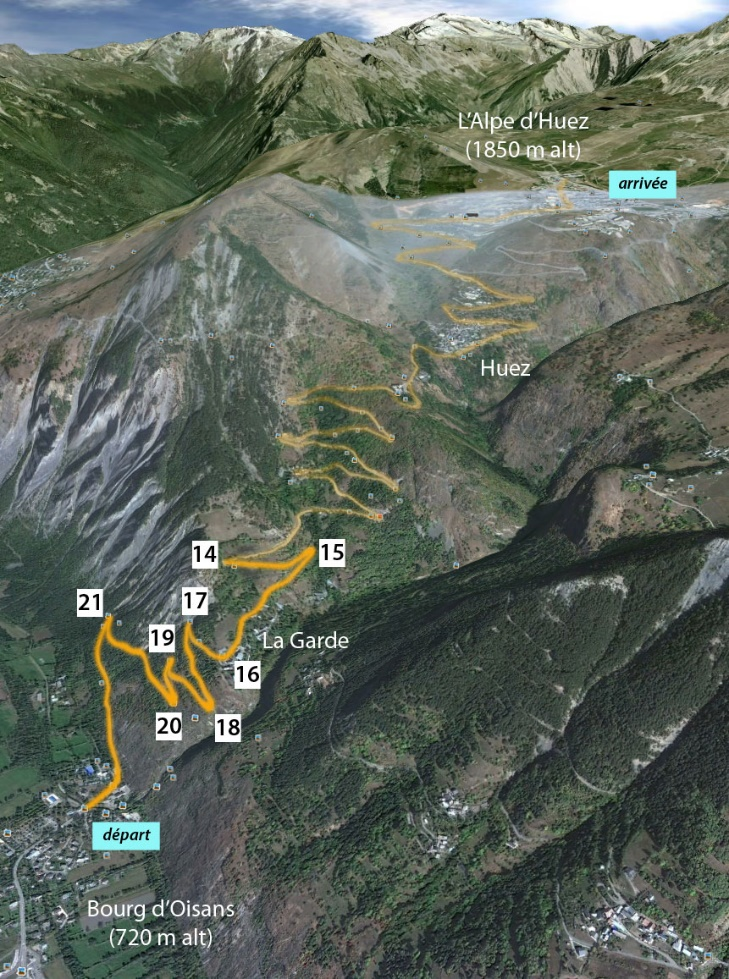 L'Alpe d'Huez
(1850 m alt)
arrivée
Huez
14
15
21
17
19
La Garde
16
20
18
départ
Bourg d'Oisans
(720 m alt)